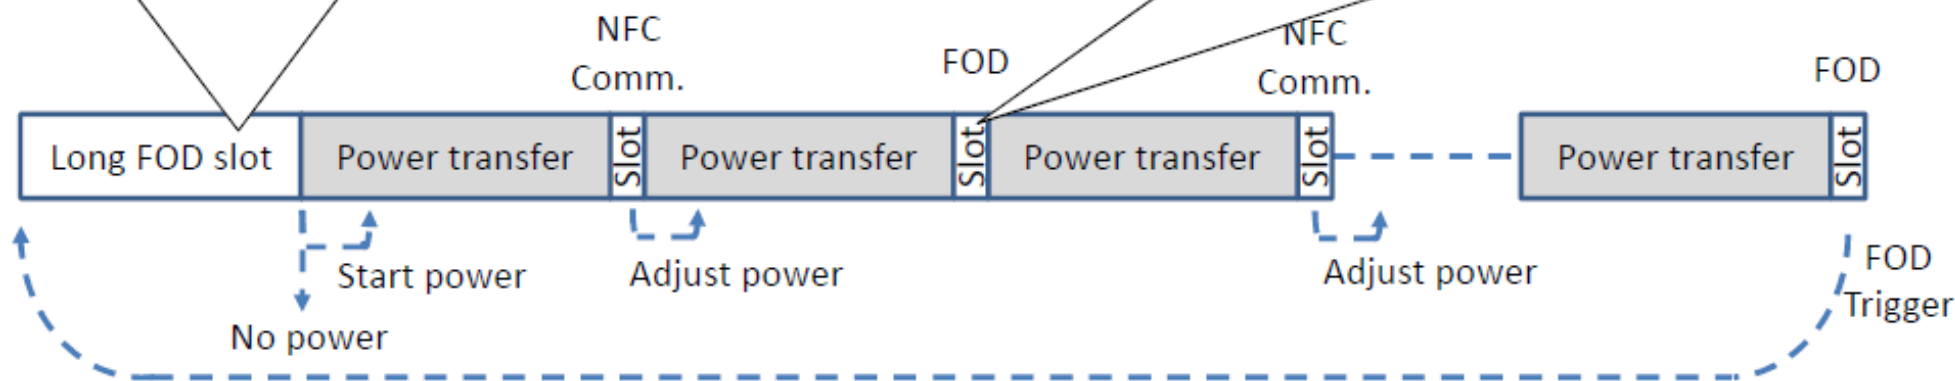 NFC
Comm.
FOD
NFC
Comm.
FOD
Long FOD slot
Power transfer
Slot
Power transfer
Slot
Power transfer
Slot
Power transfer
Slot
Start power
Adjust power
Adjust power
FOD
Trigger
No power